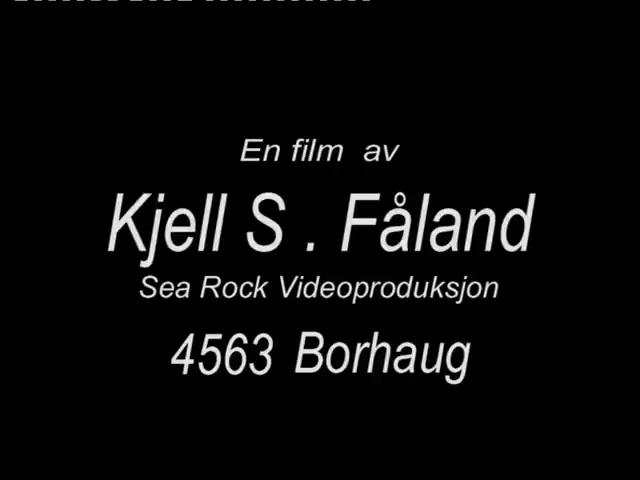 En film av
Kjell S . Fåland
Sea Rock Videoproduksjon
4563 Borhaug